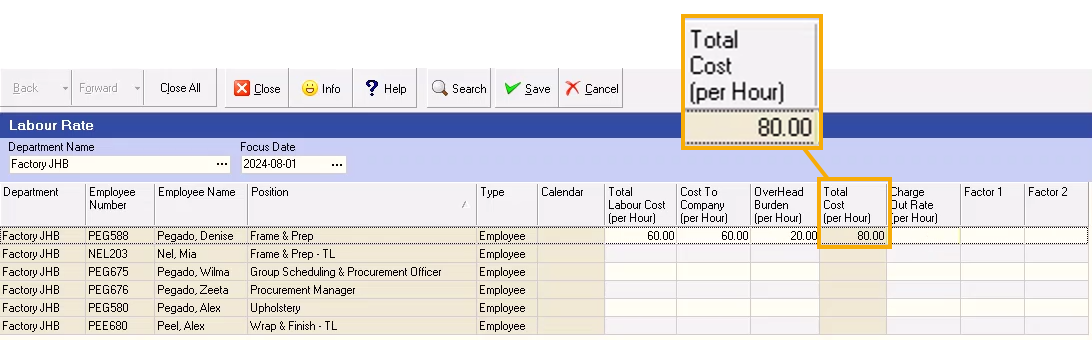 Total
Cost
(per Hour)
80.00
Back Forward Close All Close Info Help Search Save Cancel
Labour Rate
Department Name Focus Date
Factory JHB ... 2024-08-01 ...
Department Employee Number Employee Name Position Type Calendar Total Labour Cost (per Hour) Cost To Company (per Hour) OverHead Burden (per Hour) Total Cost (per Hour) Charge Out Rate (per Hour) Factor 1 Factor 2
Factory JHB PEG588 Pegado, Denise Frame & Prep Employee 60.00 60.00 20.00 80.00
Factory JHB NEL203 Nel, Mia Frame & Prep - TL Employee
Factory JHB PEG675 Pegado, Wilma Group Scheduling & Procurement Officer Employee
Factory JHB PEG676 Pegado, Zeeta Procurement Manager Employee
Factory JHB PEG580 Pegado, Alex Upholstery Employee
Factory JHB PEE680 Peel, Alex Wrap & Finish - TL Employee